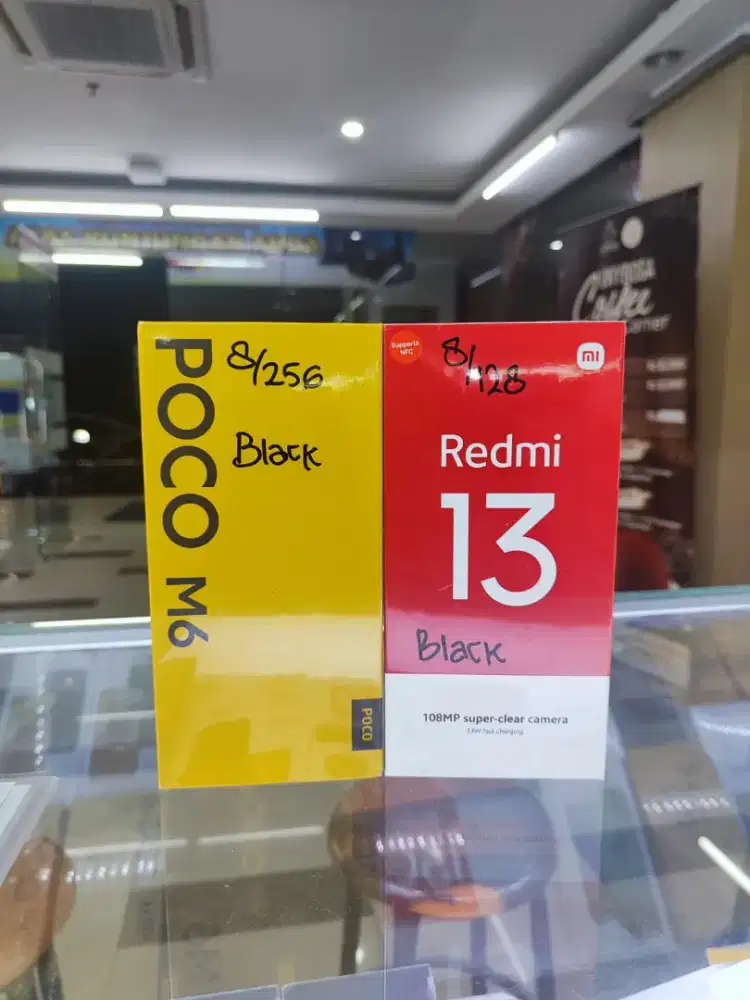 POCO M6
8/256
Black
POCO
Supports
NFC
8/128
mi
Redmi
13
Black
108MP super-clear camera
33W fast charging